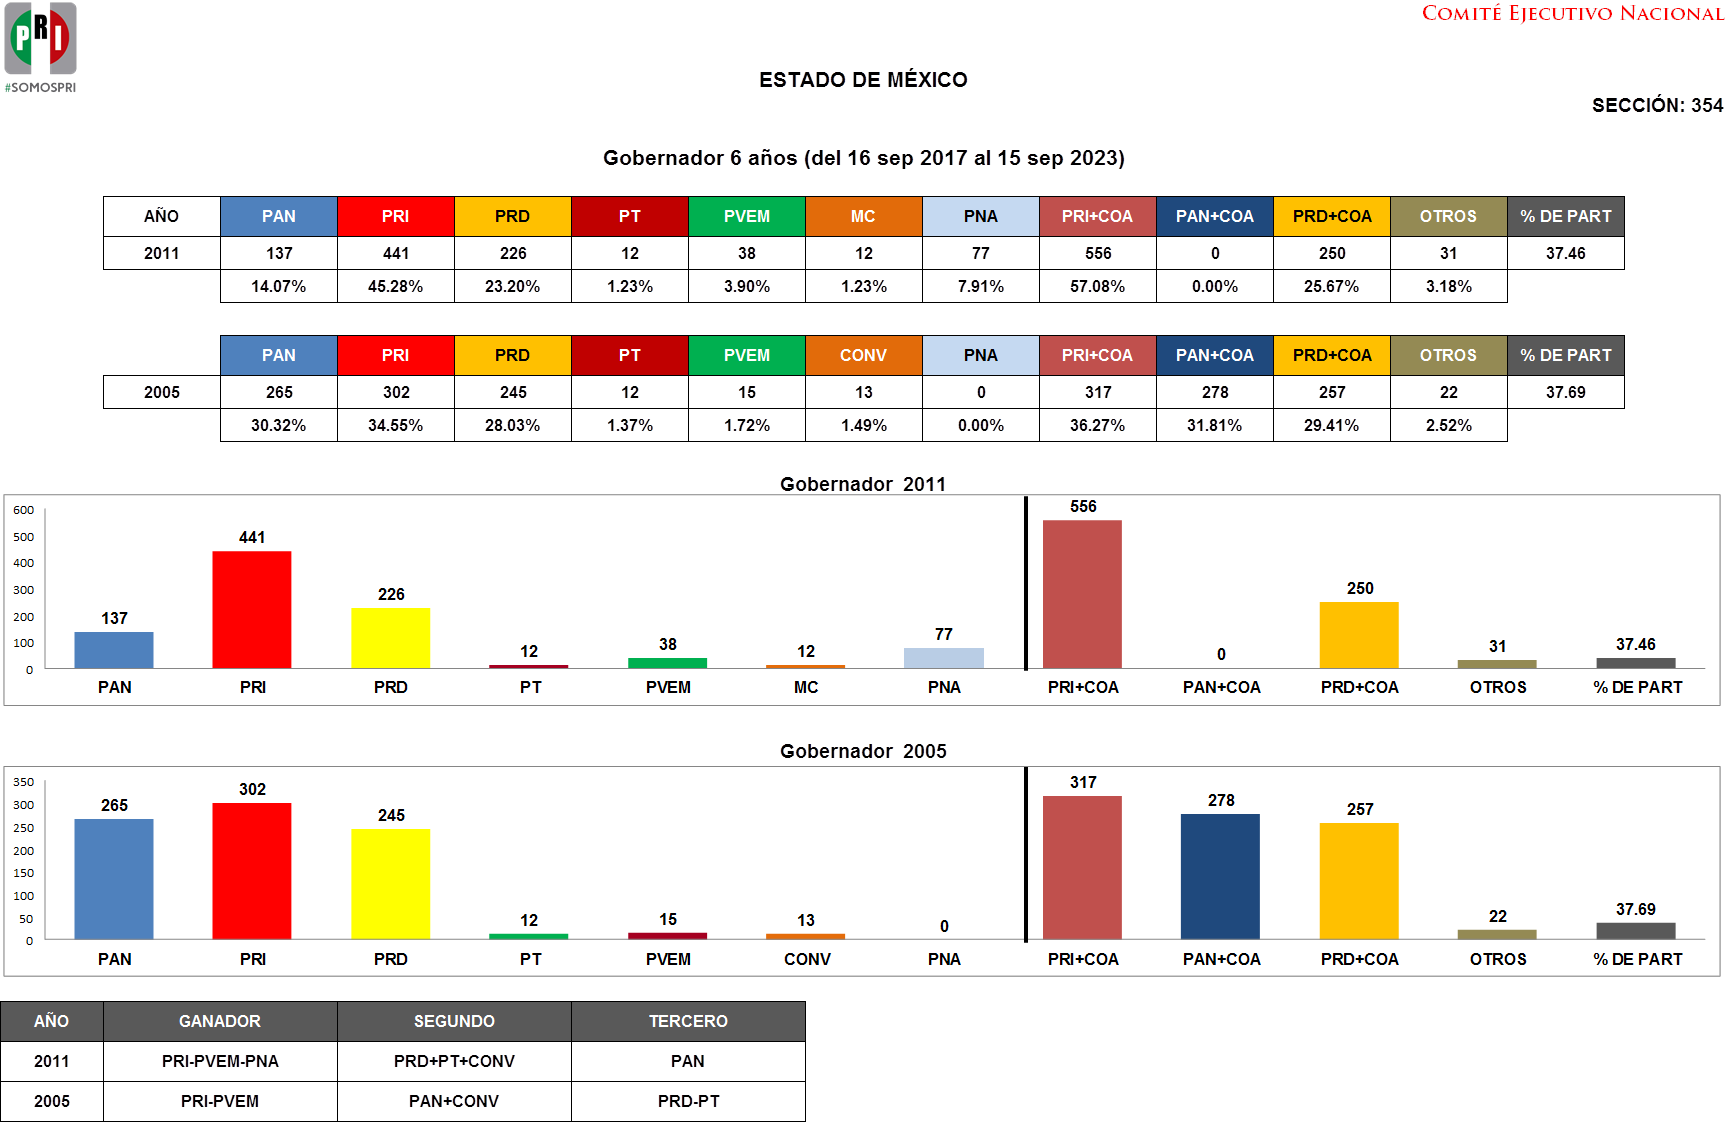 PRI
#SOMOSPRI
COMITÉ EJECUTIVO NACIONAL
ESTADO DE MÉXICO
SECCIÓN: 354
Gobernador 6 años (del 16 sep 2017 al 15 sep 2023)
AÑO PAN PRI PRD PT PVEM MC PNA PRI+COA PAN+COA PRD+COA OTROS % DE PART
2011 137 441 226 12 38 12 77 556 0 250 31 37.46
14.07% 45.28% 23.20% 1.23% 3.90% 1.23% 7.91% 57.08% 0.00% 25.67% 3.18%
PAN PRI PRD PT PVEM CONV PNA PRI+COA PAN+COA PRD+COA OTROS % DE PART
2005 265 302 245 12 15 13 0 317 278 257 22 37.69
30.32% 34.55% 28.03% 1.37% 1.72% 1.49% 0.00% 36.27% 31.81% 29.41% 2.52%
Gobernador 2011
600
500
400
300
200
100
0
137 441 226 12 38 12 77 556 0 250 31 37.46
PAN PRI PRD PT PVEM MC PNA PRI+COA PAN+COA PRD+COA OTROS % DE PART
Gobernador 2005
350
300
250
200
150
100
50
0
265 302 245 12 15 13 0 317 278 257 22 37.69
PAN PRI PRD PT PVEM CONV PNA PRI+COA PAN+COA PRD+COA OTROS % DE PART
AÑO GANADOR SEGUNDO TERCERO
2011 PRI-PVEM-PNA PRD+PT+CONV PAN
2005 PRI-PVEM PAN+CONV PRD-PT